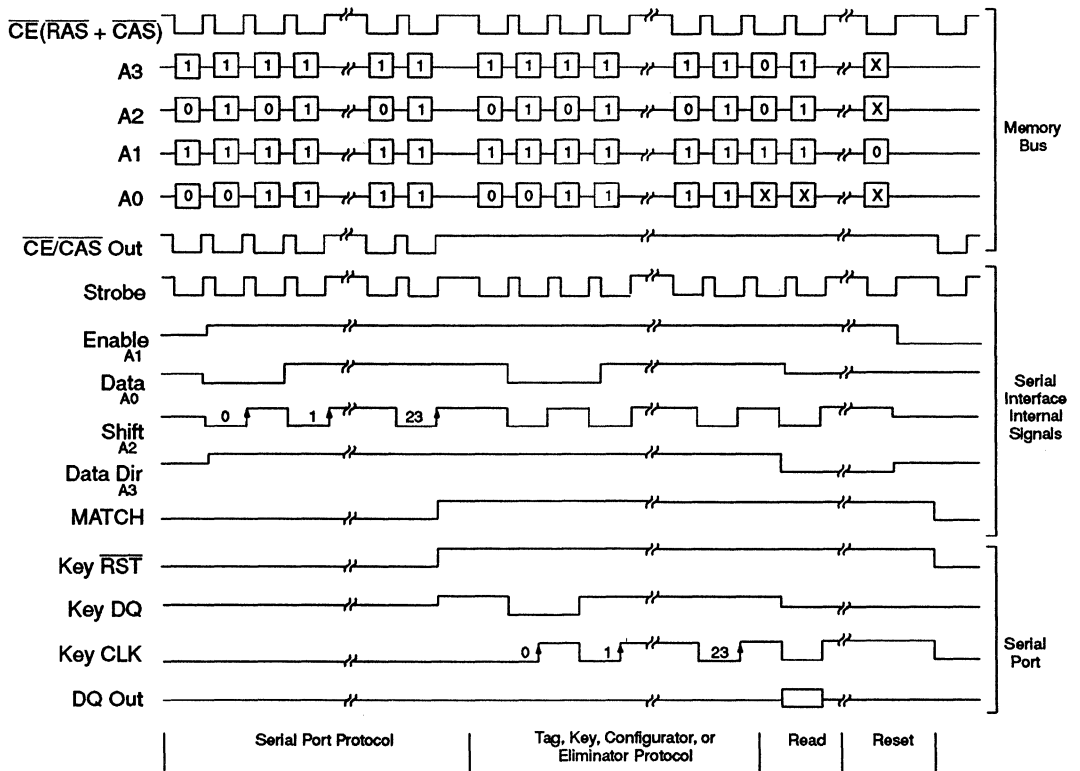 CE(RAS + CAS)
A3 1 1 1 1 1 1 1 1 1 1 1 1 0 1 X
A2 0 1 0 1 0 1 0 1 0 1 0 1 0 1 X
A1 1 1 1 1 1 1 1 1 1 1 1 1 1 1 0
A0 0 0 1 1 1 1 0 0 1 1 1 1 X X X
Memory
Bus
CE/CAS Out
Strobe
Enable
A1
Data
A0
0 1 23
Shift
A2
Data Dir
A3
MATCH
Serial
Interface
Internal
Signals
Key RST
Key DQ
Key CLK 0 1 23
DQ Out
Serial
Port
Serial Port Protocol
Tag, Key, Configurator, or
Eliminator Protocol
Read
Reset